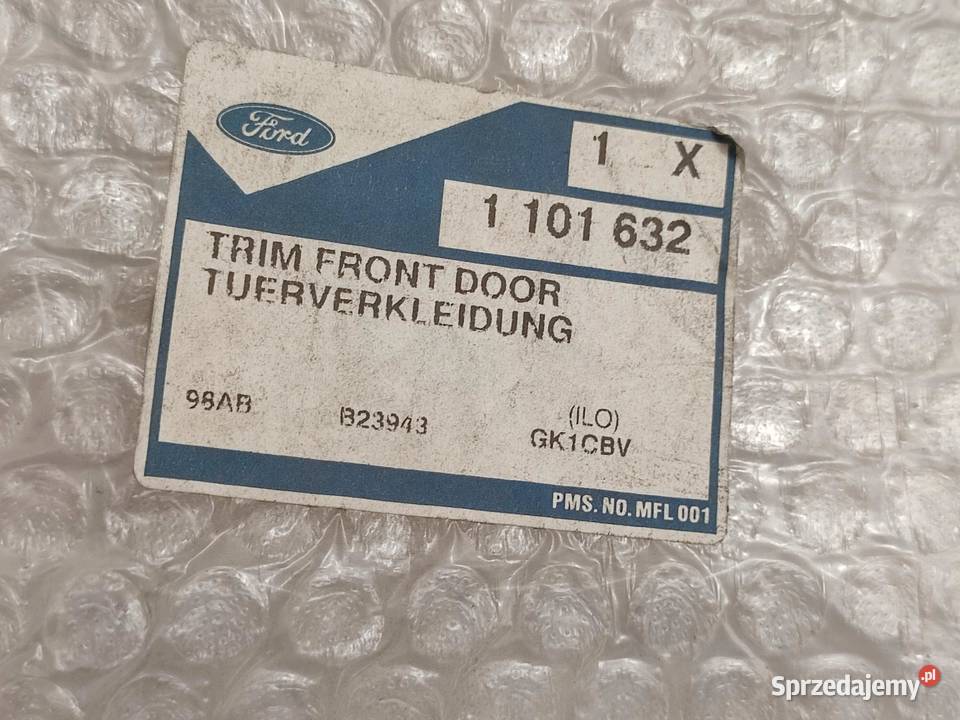 Ford
1 X
1 101 632
TRIM FRONT DOOR
TUERVERKLEIDUNG
98AB B23943 (ILO)
GK1CBV
PMS. NO. MFL 001
Sprzedajemy.pl